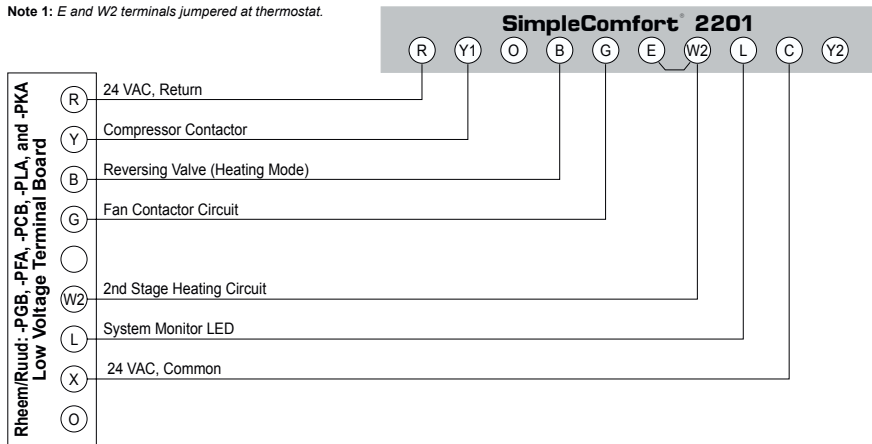 Note 1: E and W2 terminals jumpered at thermostat.
SimpleComfort® 2201
R Y1 O B G E W2 L C Y2
Rheem/Ruud: -PGB, -PFA, -PCB, -PLA, and -PKA
Low Voltage Terminal Board
R 24 VAC, Return
Y Compressor Contactor
B Reversing Valve (Heating Mode)
G Fan Contactor Circuit
W2 2nd Stage Heating Circuit
L System Monitor LED
X 24 VAC, Common
O